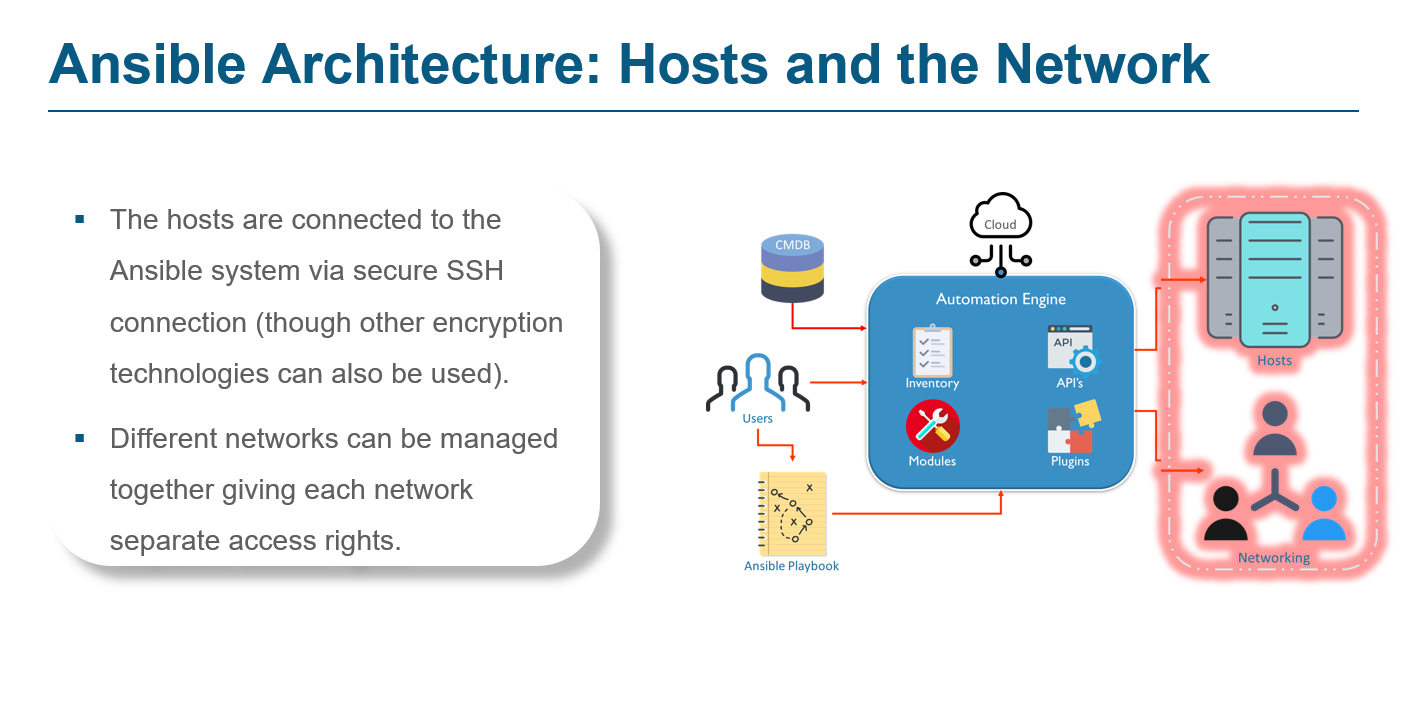 Ansible Architecture: Hosts and the Network
▪ The hosts are connected to the
Ansible system via secure SSH
connection (though other encryption
technologies can also be used).
▪ Different networks can be managed
together giving each network
separate access rights.
Cloud
CMDB
Automation Engine
API
Inventory
API's
Modules
Plugins
Users
X
X
X
Ansible Playbook
Hosts
Networking